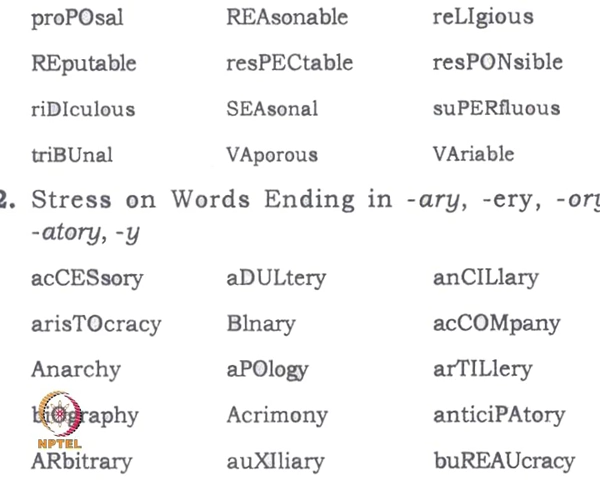 proPOsal REAsonable reLIgious
REputable resPECtable resPONsible
riDIculous SEAsonal suPERfluous
triBUnal VAporous VAriable
2. Stress on Words Ending in -ary, -ery, -ory
-atory, -y
acCESsory aDULtery anCILlary
arisTOcracy BInary acCOMpany
Anarchy aPOlogy arTILlery
biOgraphy Acrimony anticiPAtory
NPTEL
ARbitrary auXIliary buREAUcracy